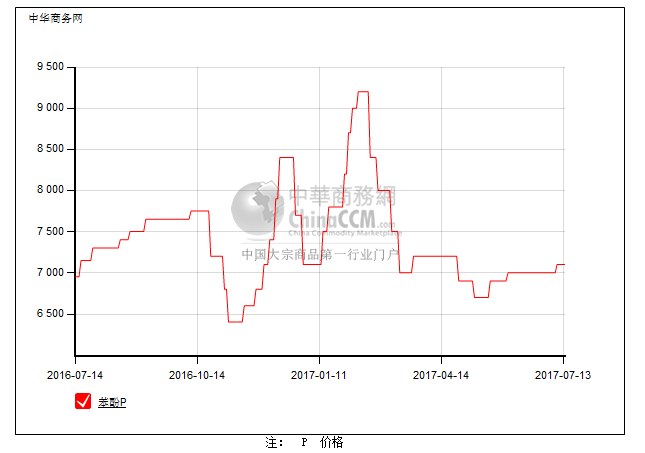 中华商务网
9 500
9 000
8 500
8 000
7 500
7 000
6 500
中華商務網
ChinaCCM.com
China Commodity Marketplace
中国大宗商品第一行业门户
2016-07-14 2016-10-14 2017-01-11 2017-04-14 2017-07-13
苯酚P
注： P 价格